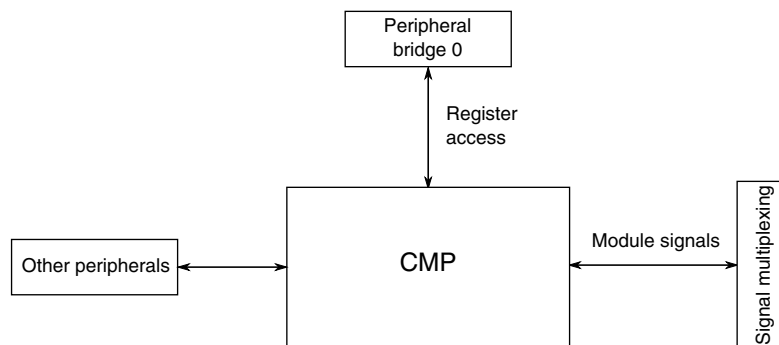 Peripheral
bridge 0
Register
access
Signal multiplexing
Module signals
CMP
Other peripherals